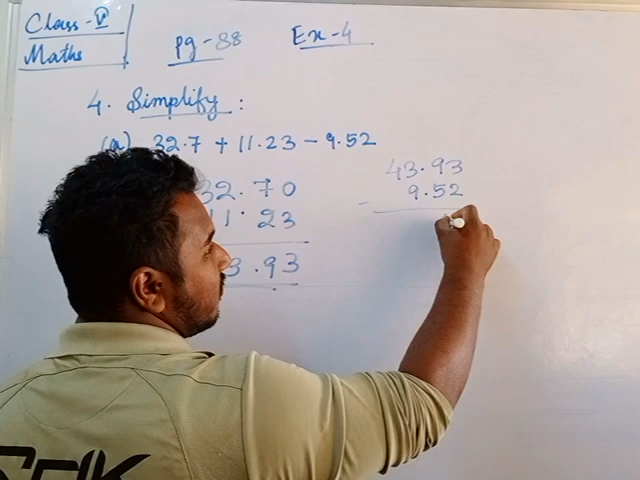 Class - V
Maths
pg - 88
Ex - 4
4. Simplify :
(a) 32.7 + 11.23 - 9.52
32.70
11.23
3.93
43.93
- 9.52